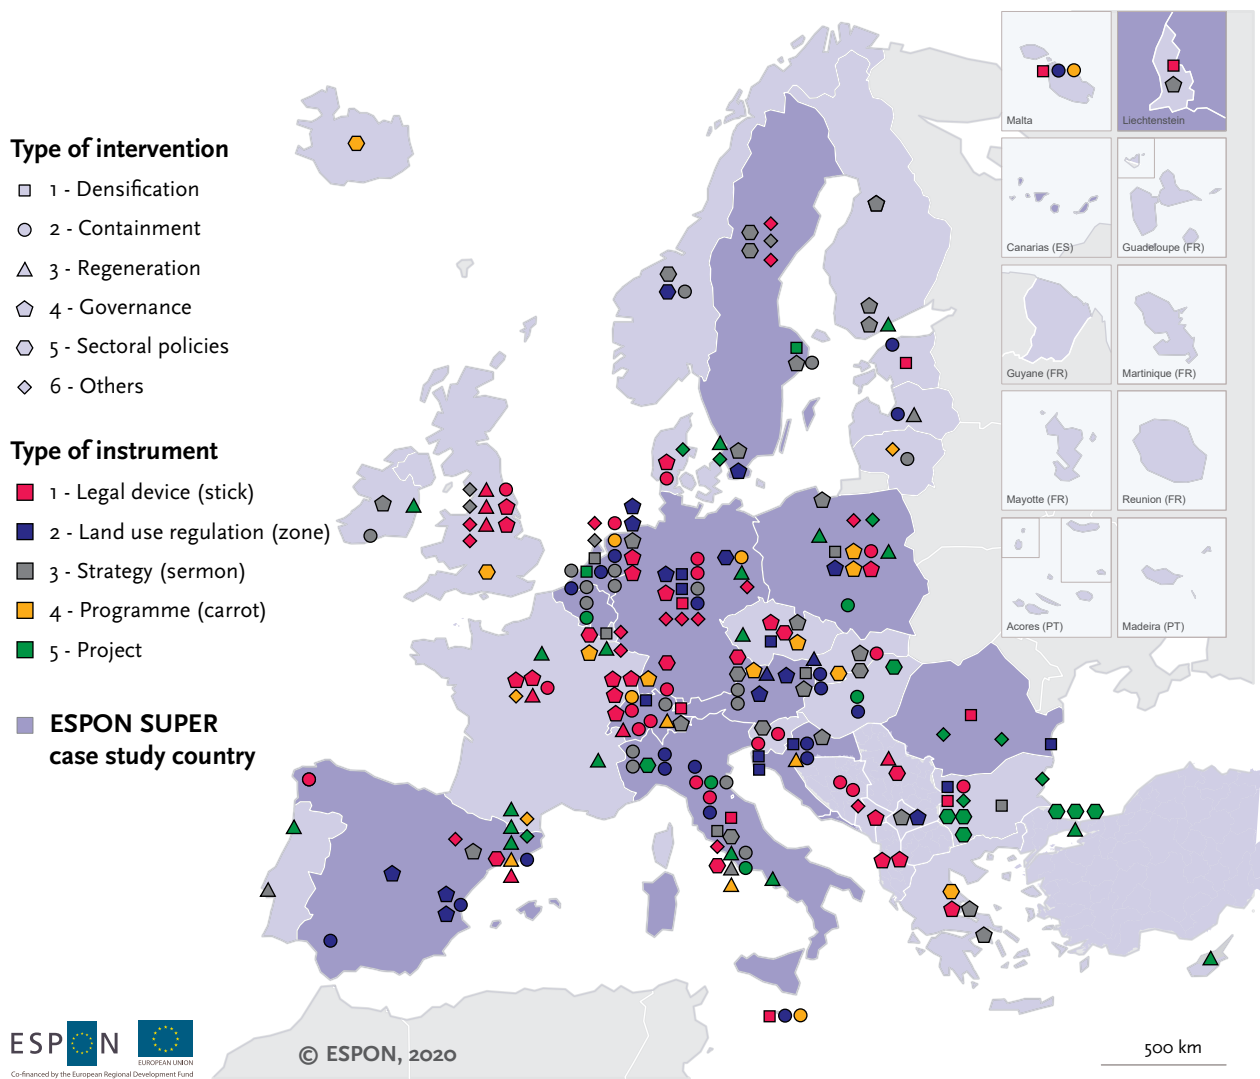 Type of intervention
1 - Densification
2 - Containment
3 - Regeneration
4 - Governance
5 - Sectoral policies
6 - Others
Type of instrument
1 - Legal device (stick)
2 - Land use regulation (zone)
3 - Strategy (sermon)
4 - Programme (carrot)
5 - Project
ESPON SUPER
case study country
Malta
Liechtenstein
Canarias (ES)
Guadeloupe (FR)
Guyane (FR)
Martinique (FR)
Mayotte (FR)
Reunion (FR)
Acores (PT)
Madeira (PT)
500 km
© ESPON, 2020
ESPON
EUROPEAN UNION
Co-financed by the European Regional Development Fund